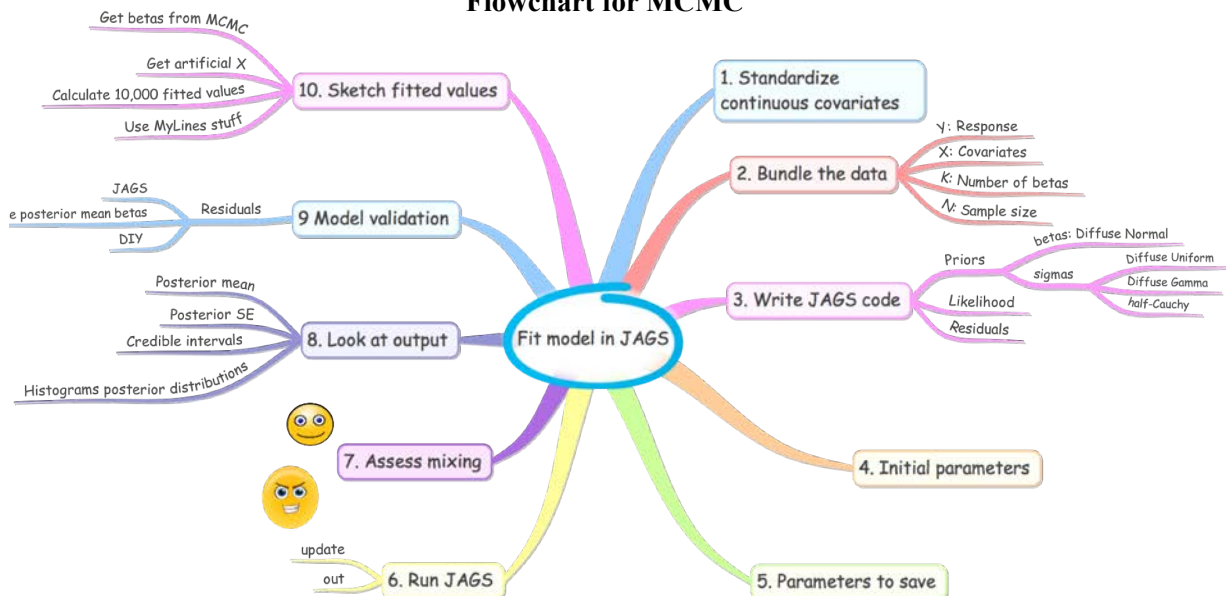 Flowchart for MCMC
Fit model in JAGS
1. Standardize
continuous covariates
2. Bundle the data
Y: Response
X: Covariates
K: Number of betas
N: Sample size
3. Write JAGS code
Priors
betas: Diffuse Normal
sigmas
Diffuse Uniform
Diffuse Gamma
half-Cauchy
Likelihood
Residuals
4. Initial parameters
5. Parameters to save
6. Run JAGS
update
out
7. Assess mixing
8. Look at output
Posterior mean
Posterior SE
Credible intervals
Histograms posterior distributions
9 Model validation
Residuals
JAGS
e posterior mean betas
DIY
10. Sketch fitted values
Get betas from MCMC
Get artificial X
Calculate 10,000 fitted values
Use MyLines stuff